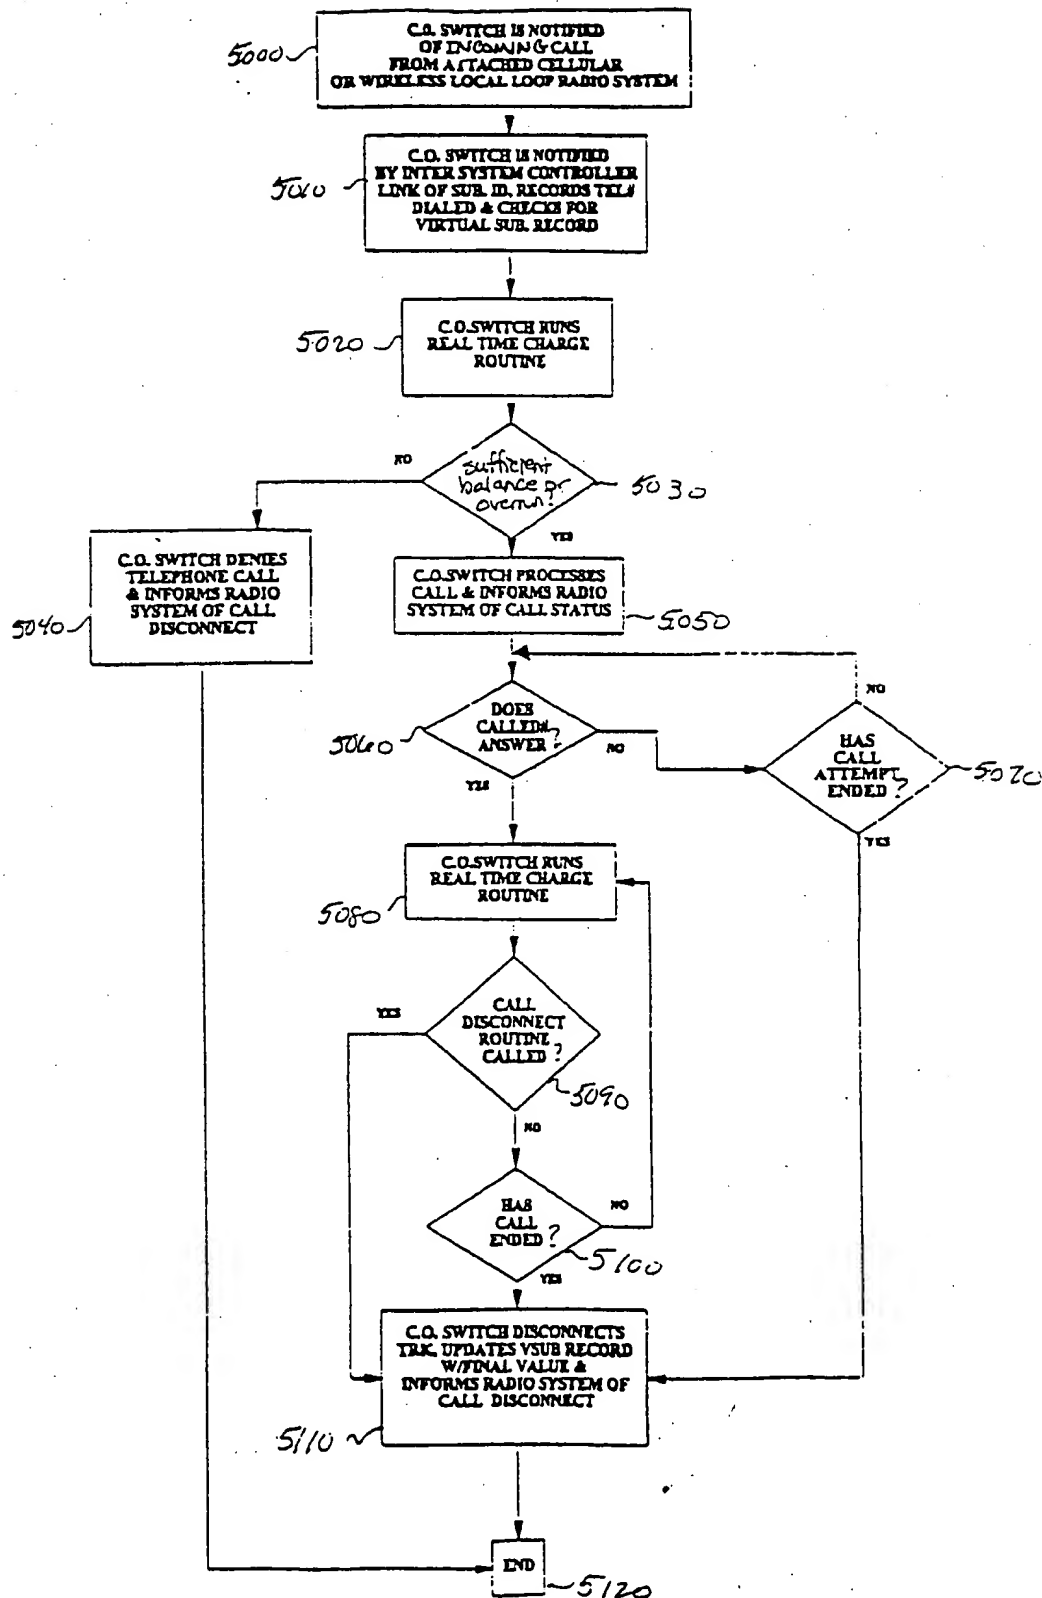 C.O. SWITCH IS NOTIFIED
OF INCOMING CALL
FROM ATTACHED CELLULAR
OR WIRELESS LOCAL LOOP RADIO SYSTEM
5000
C.O. SWITCH IS NOTIFIED
BY INTER SYSTEM CONTROLLER
LINK OF SUB. ID. RECORDS TEL#
DIALED & CHECKS FOR
VIRTUAL SUB. RECORD
5010
C.O.SWITCH RUNS
REAL TIME CHARGE
ROUTINE
5020
NO
sufficient
balance or
overrun?
5030
YES
C.O. SWITCH DENIES
TELEPHONE CALL
& INFORMS RADIO
SYSTEM OF CALL
DISCONNECT
5040
C.O.SWITCH PROCESSES
CALL & INFORMS RADIO
SYSTEM OF CALL STATUS
5050
DOES
CALLED#
ANSWER?
5060
NO
YES
NO
HAS
CALL
ATTEMPT
ENDED?
5070
YES
C.O.SWITCH RUNS
REAL TIME CHARGE
ROUTINE
5080
YES
CALL
DISCONNECT
ROUTINE
CALLED?
5090
NO
HAS
CALL
ENDED?
NO
5100
YES
C.O. SWITCH DISCONNECTS
TRK. UPDATES VSUB RECORD
W/FINAL VALUE &
INFORMS RADIO SYSTEM OF
CALL DISCONNECT
5110
END
5120